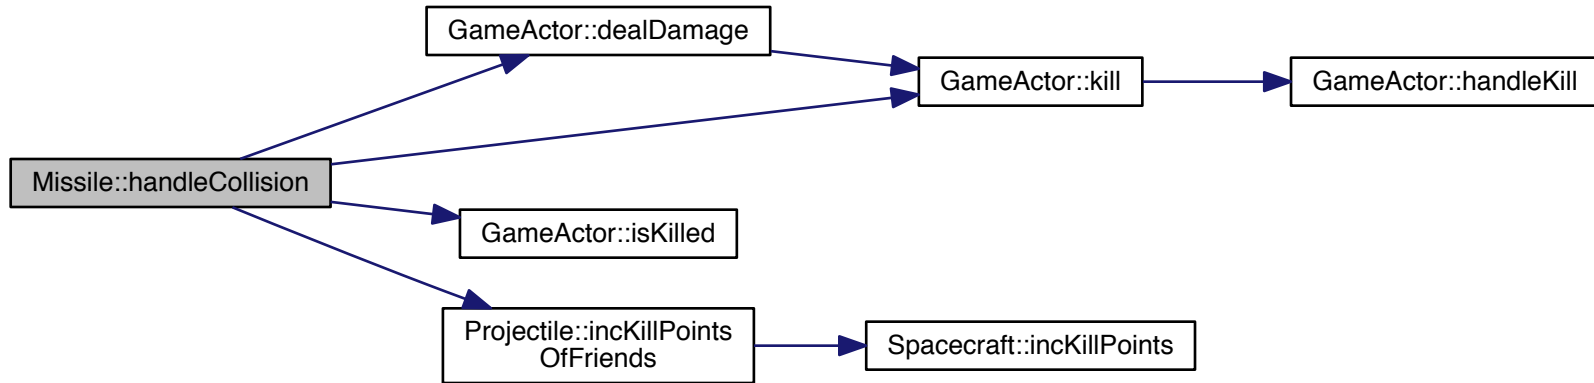 GameActor::dealDamage
GameActor::kill
GameActor::handleKill
Missile::handleCollision
GameActor::isKilled
Projectile::incKillPoints
OfFriends
Spacecraft::incKillPoints